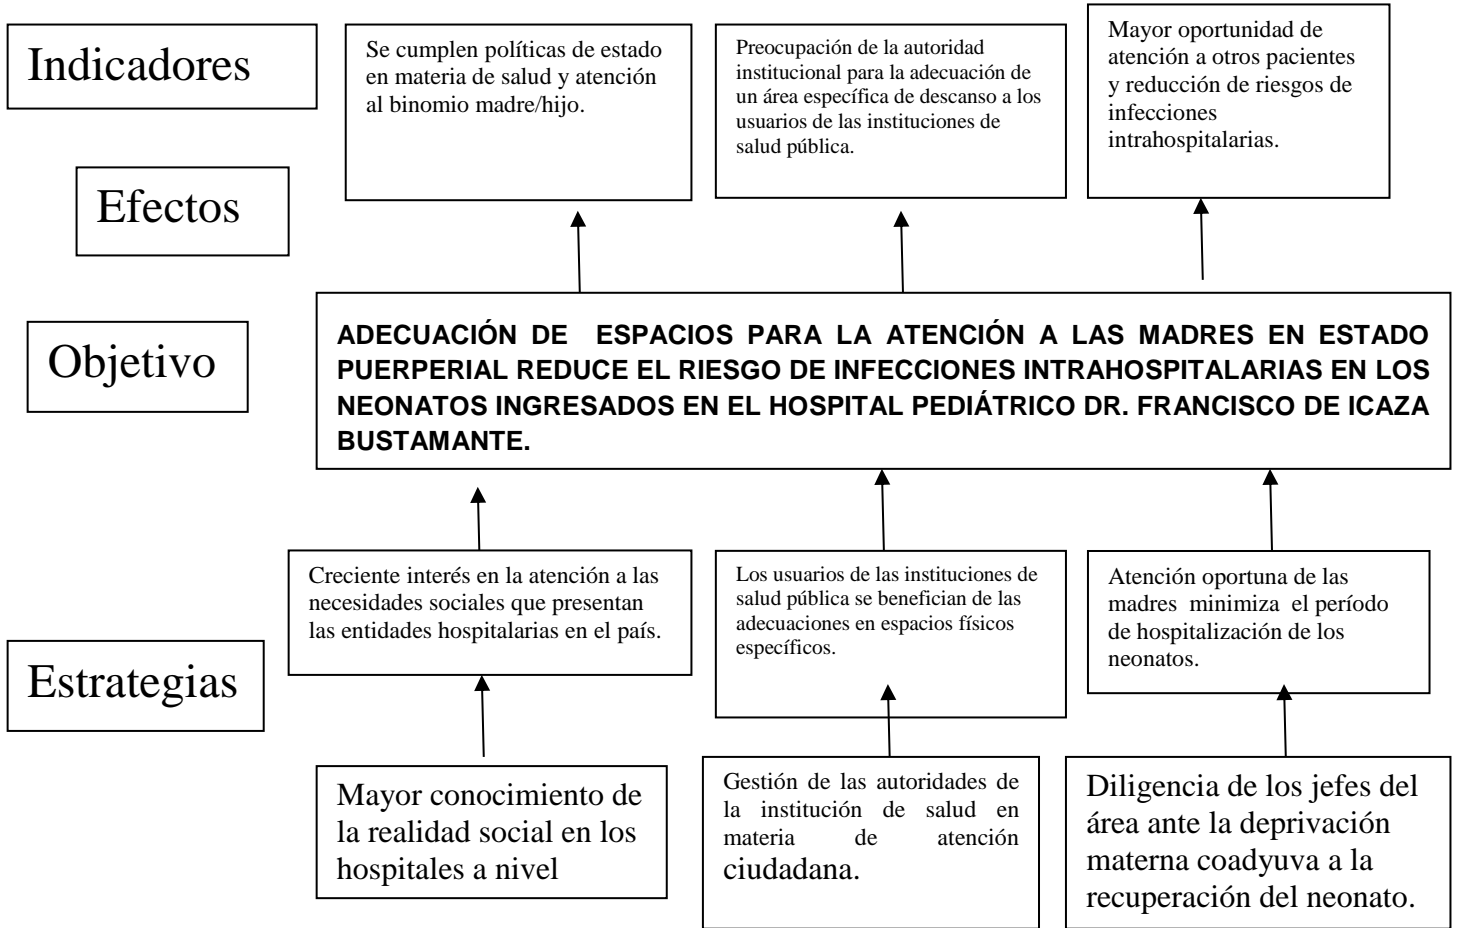 Indicadores
Se cumplen políticas de estado
en materia de salud y atención
al binomio madre/hijo.
Preocupación de la autoridad
institucional para la adecuación de
un área específica de descanso a los
usuarios de las instituciones de
salud pública.
Mayor oportunidad de
atención a otros pacientes
y reducción de riesgos de
infecciones
intrahospitalarias.
Efectos
Objetivo
ADECUACIÓN DE ESPACIOS PARA LA ATENCIÓN A LAS MADRES EN ESTADO
PUERPERIAL REDUCE EL RIESGO DE INFECCIONES INTRAHOSPITALARIAS EN LOS
NEONATOS INGRESADOS EN EL HOSPITAL PEDIÁTRICO DR. FRANCISCO DE ICAZA
BUSTAMANTE.
Creciente interés en la atención a las
necesidades sociales que presentan
las entidades hospitalarias en el país.
Los usuarios de las instituciones de
salud pública se benefician de las
adecuaciones en espacios físicos
específicos.
Atención oportuna de las
madres minimiza el período
de hospitalización de los
neonatos.
Estrategias
Mayor conocimiento de
la realidad social en los
hospitales a nivel
Gestión de las autoridades de
la institución de salud en
materia de atención
ciudadana.
Diligencia de los jefes del
área ante la deprivación
materna coadyuva a la
recuperación del neonato.